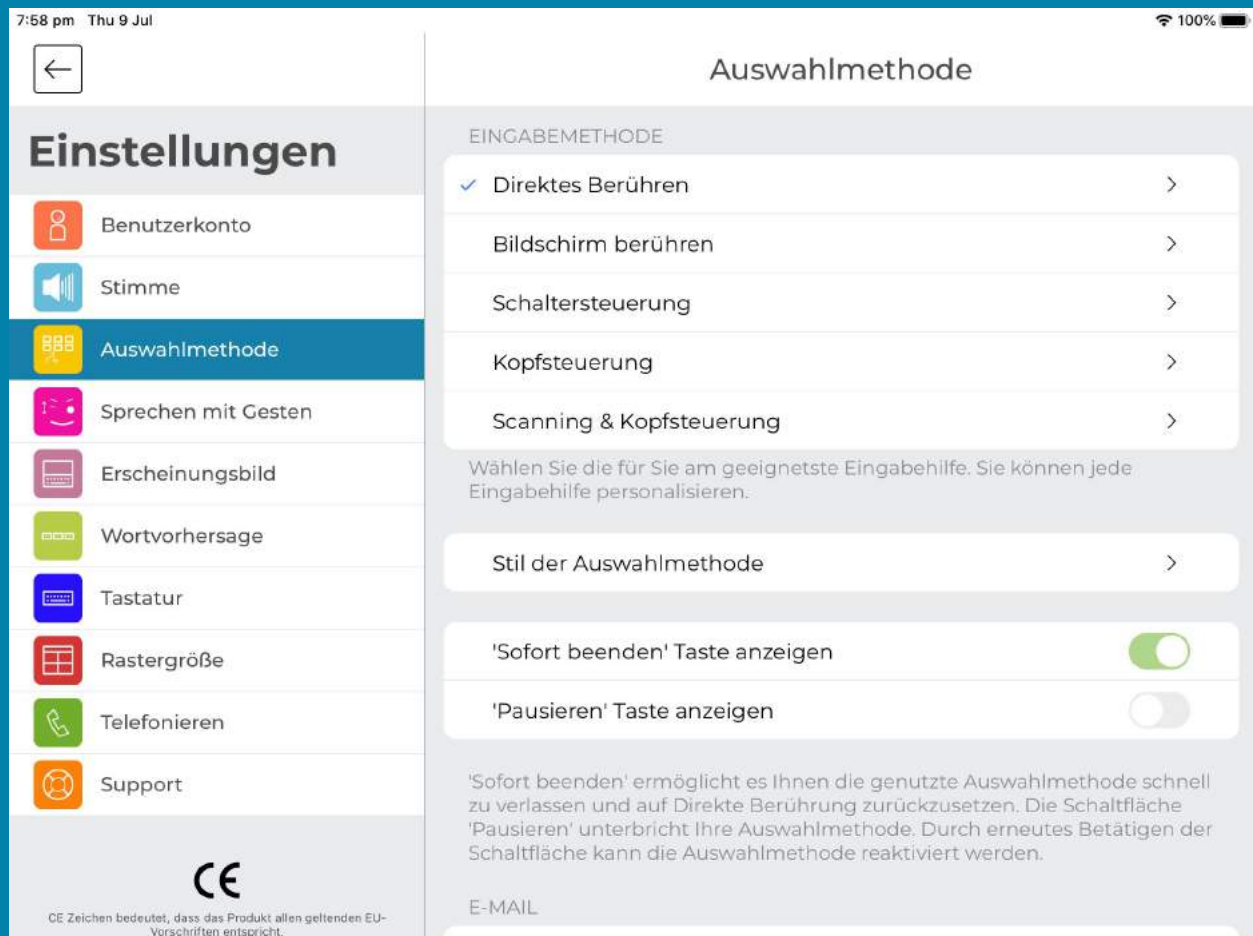 7:58 pm Thu 9 Jul
100%
Auswahlmethode
Einstellungen
Benutzerkonto
Stimme
Auswahlmethode
Sprechen mit Gesten
Erscheinungsbild
Wortvorhersage
Tastatur
Rastergröße
Telefonieren
Support
CE
CE Zeichen bedeutet, dass das Produkt allen geltenden EU-
Vorschriften entspricht.
EINGABEMETHODE
Direktes Berühren
Bildschirm berühren
Schaltersteuerung
Kopfsteuerung
Scanning & Kopfsteuerung
Wählen Sie die für Sie am geeignetste Eingabehilfe. Sie können jede
Eingabehilfe personalisieren.
Stil der Auswahlmethode
'Sofort beenden' Taste anzeigen
'Pausieren' Taste anzeigen
'Sofort beenden' ermöglicht es Ihnen die genutzte Auswahlmethode schnell
zu verlassen und auf Direkte Berührung zurückzusetzen. Die Schaltfläche
'Pausieren' unterbricht Ihre Auswahlmethode. Durch erneutes Betätigen der
Schaltfläche kann die Auswahlmethode reaktiviert werden.
E-MAIL